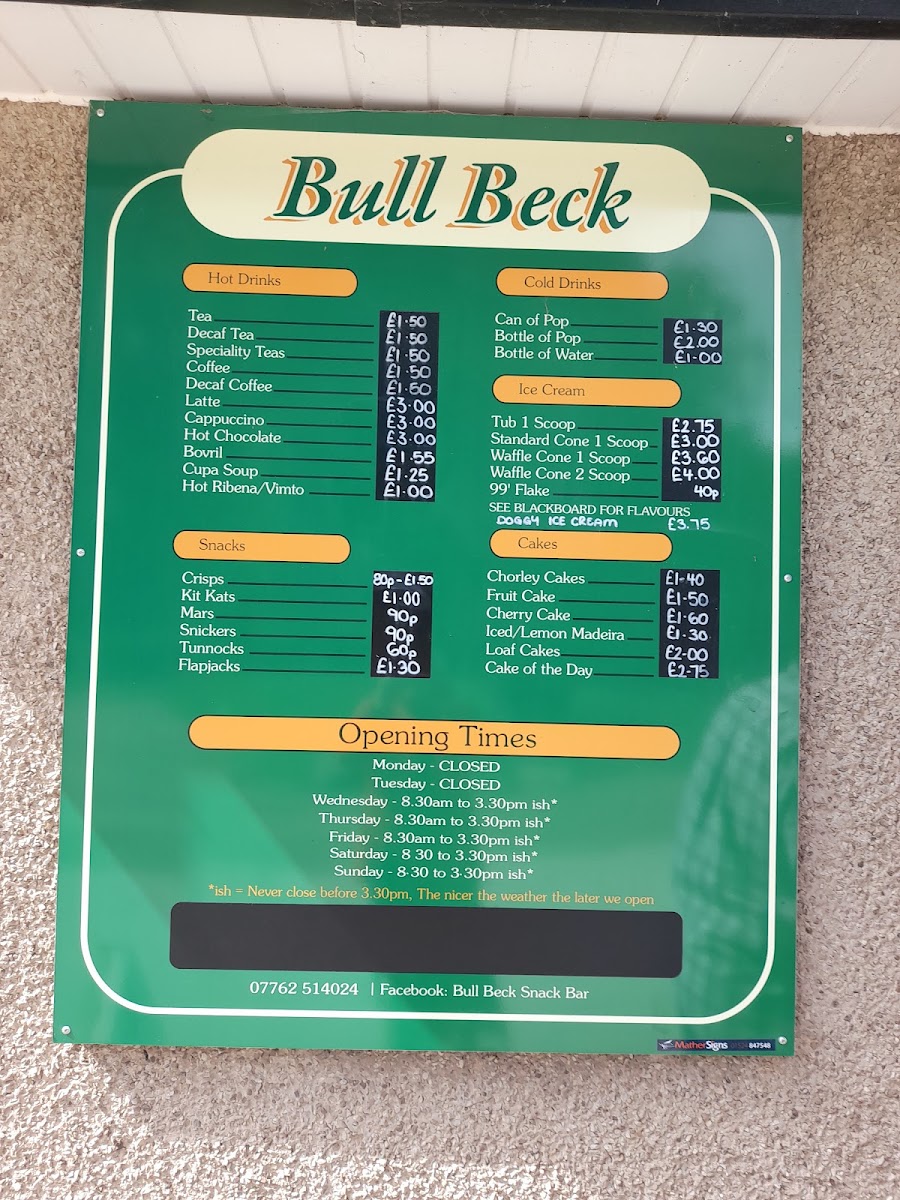 Bull Beck
Hot Drinks
Tea £1.50
Decaf Tea £1.50
Speciality Teas £1.50
Coffee £1.50
Decaf Coffee £1.50
Latte £3.00
Cappuccino £3.00
Hot Chocolate £3.00
Bovril £1.55
Cupa Soup £1.25
Hot Ribena/Vimto £1.00
Cold Drinks
Can of Pop £1.30
Bottle of Pop £2.00
Bottle of Water £1.00
Ice Cream
Tub 1 Scoop £2.75
Standard Cone 1 Scoop £3.00
Waffle Cone 1 Scoop £3.60
Waffle Cone 2 Scoop £4.00
99' Flake 40p
SEE BLACKBOARD FOR FLAVOURS
DOGGY ICE CREAM £3.75
Snacks
Crisps 80p-£1.50
Kit Kats £1.00
Mars 90p
Snickers 90p
Tunnocks 60p
Flapjacks £1.30
Cakes
Chorley Cakes £1-40
Fruit Cake £1-50
Cherry Cake £1.60
Iced/Lemon Madeira £1.30
Loaf Cakes £2-00
Cake of the Day £2-75
Opening Times
Monday - CLOSED
Tuesday - CLOSED
Wednesday - 8.30am to 3.30pm ish*
Thursday - 8.30am to 3.30pm ish*
Friday - 8.30am to 3.30pm ish*
Saturday - 8 30 to 3.30pm ish*
Sunday - 8.30 to 3.30pm ish*
*ish = Never close before 3.30pm, The nicer the weather the later we open
07762 514024 | Facebook: Bull Beck Snack Bar
MatherSigns 847548